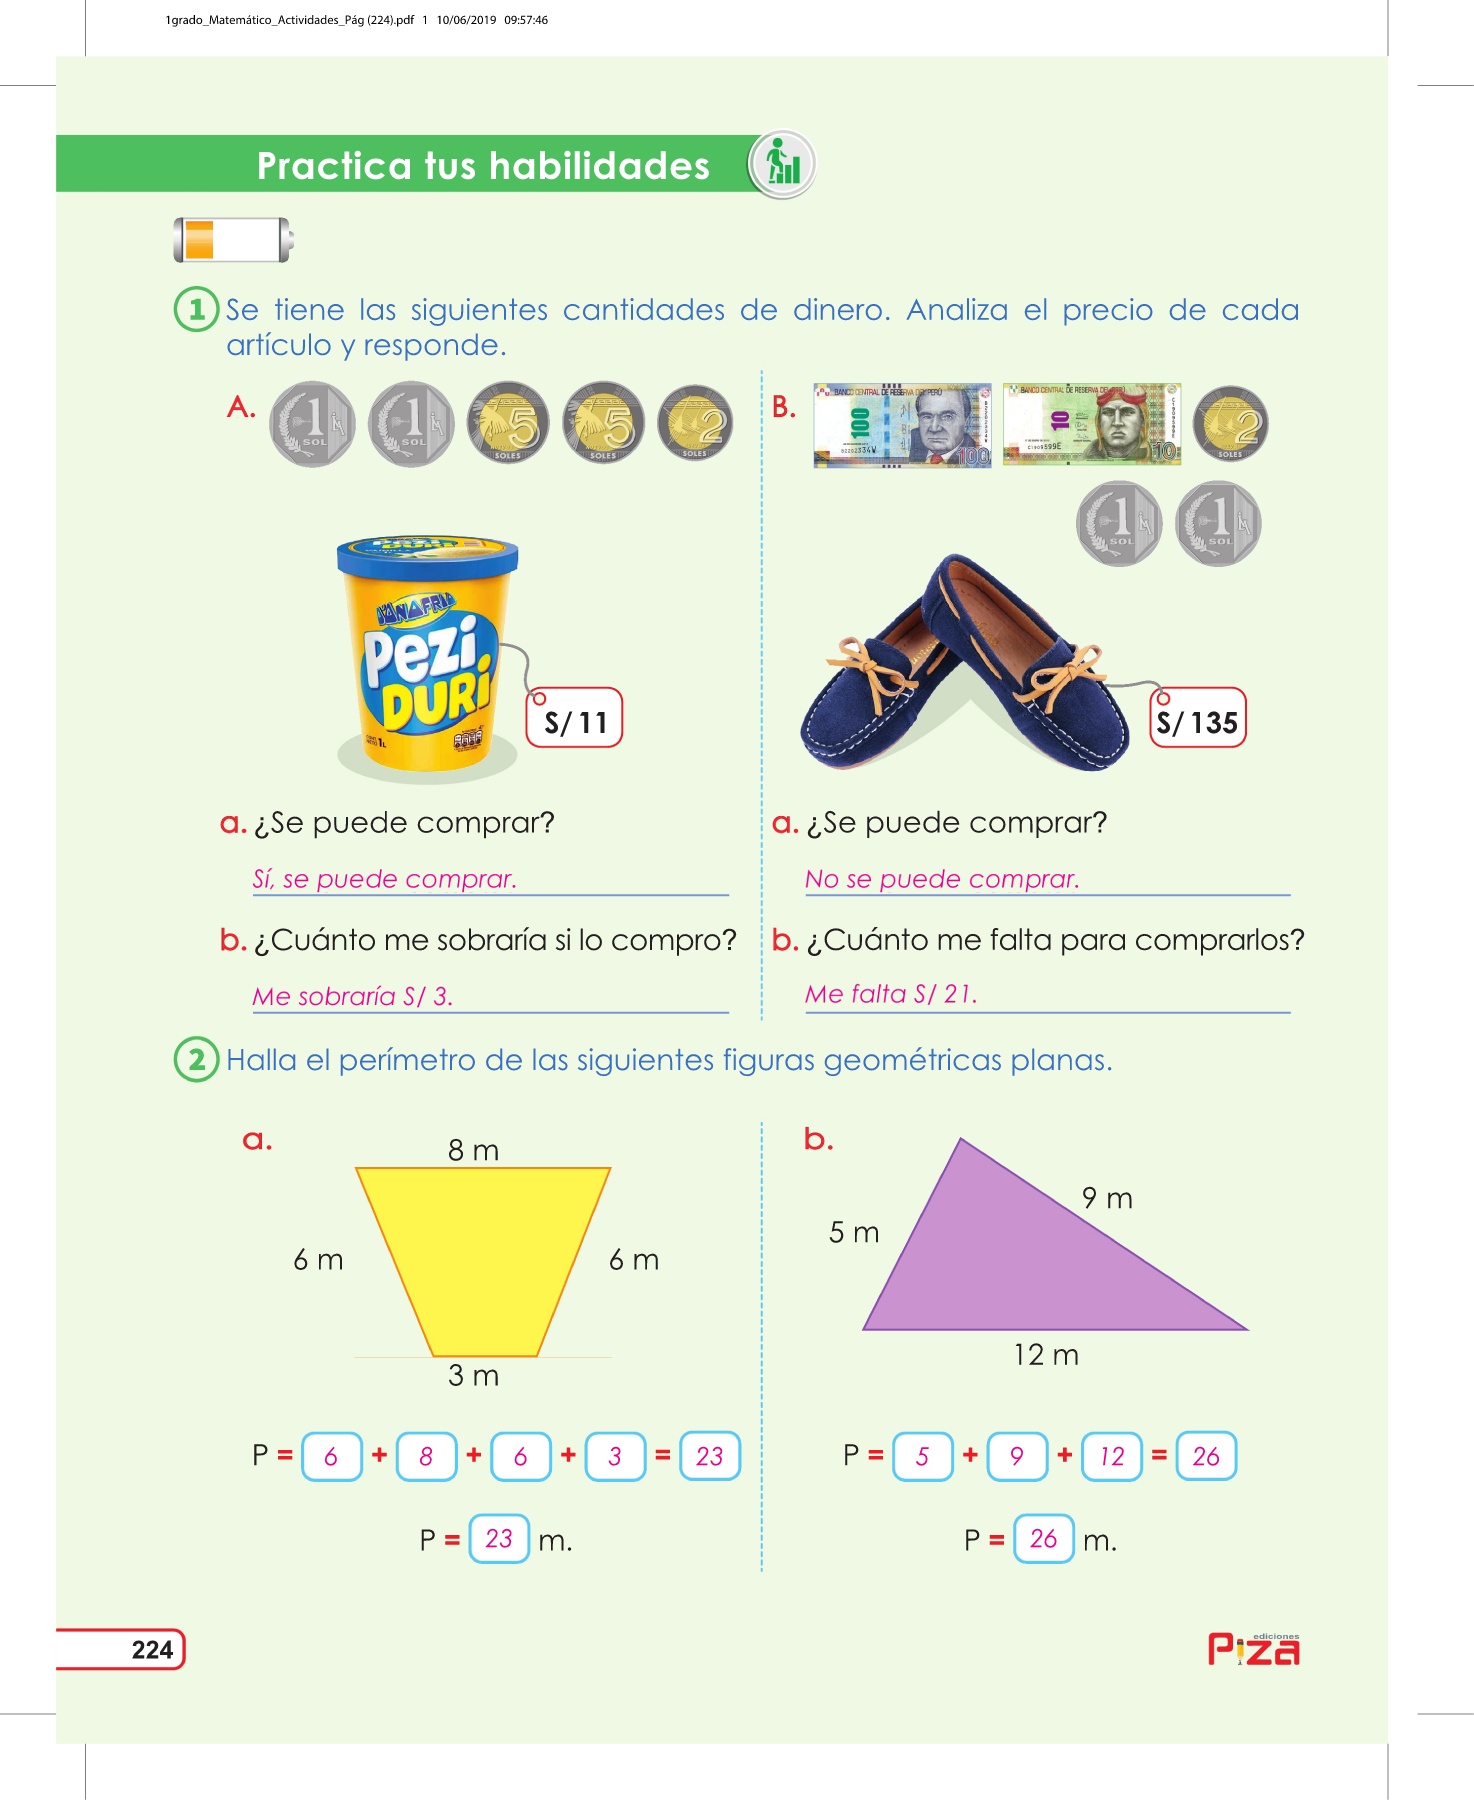 1grado_Matemático_Actividades_Pág (224).pdf 1 10/06/2019 09:57:46
Practica tus habilidades
1 Se tiene las siguientes cantidades de dinero. Analiza el precio de cada
artículo y responde.
A.
1 SOL
1 SOL
5 SOLES
5 SOLES
2 SOLES
PEZI DURI
LAMAFRIA
Pezi
DURi
1L
S/ 11
a. ¿Se puede comprar?
Sí, se puede comprar.
b. ¿Cuánto me sobraría si lo compro?
Me sobraría S/ 3.
B.
BANCO CENTRAL DE RESERVA DEL PERÚ
100
100
BANCO CENTRAL DE RESERVA DEL PERÚ
10
10
2 SOLES
1 SOL
1 SOL
S/ 135
a. ¿Se puede comprar?
No se puede comprar.
b. ¿Cuánto me falta para comprarlos?
Me falta S/ 21.
2 Halla el perímetro de las siguientes figuras geométricas planas.
a.
8 m
6 m
6 m
3 m
P = 6 + 8 + 6 + 3 = 23
P = 23 m.
b.
9 m
5 m
12 m
P = 5 + 9 + 12 = 26
P = 26 m.
224
ediciones
Piza